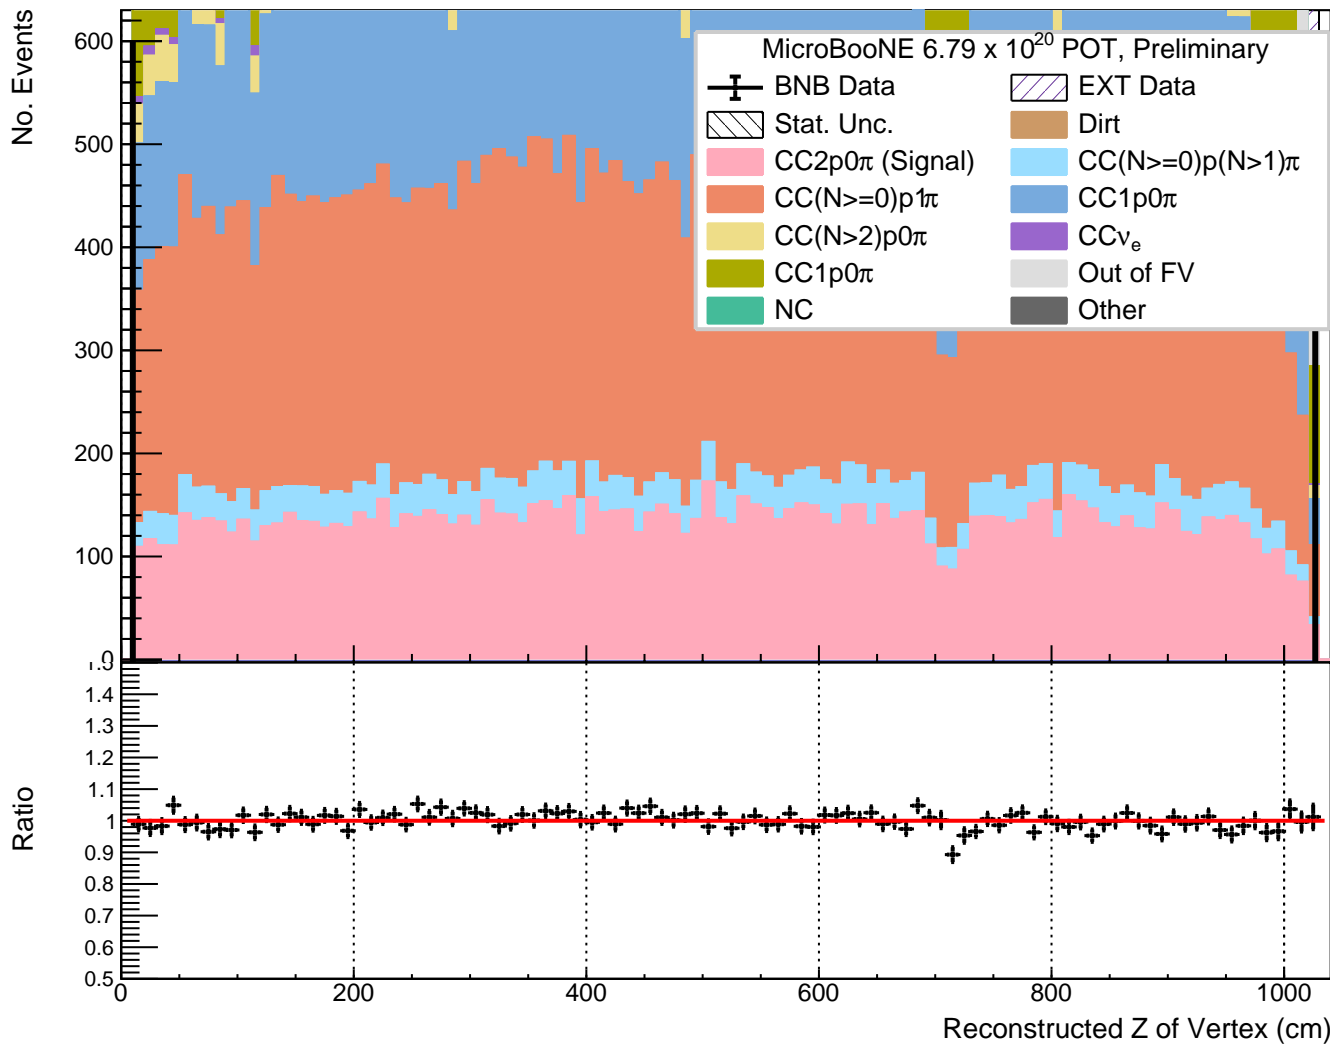 No. Events
600
500
400
300
200
100
0
MicroBooNE 6.79 x 10²⁰ POT, Preliminary
BNB Data
EXT Data
Stat. Unc.
Dirt
CC2p0π (Signal)
CC(N>=0)p(N>1)π
CC(N>=0)p1π
CC1p0π
CC(N>2)p0π
CCνₑ
CC1p0π
Out of FV
NC
Other
Ratio
1.5
1.4
1.3
1.2
1.1
1
0.9
0.8
0.7
0.6
0.5
0 200 400 600 800 1000
Reconstructed Z of Vertex (cm)